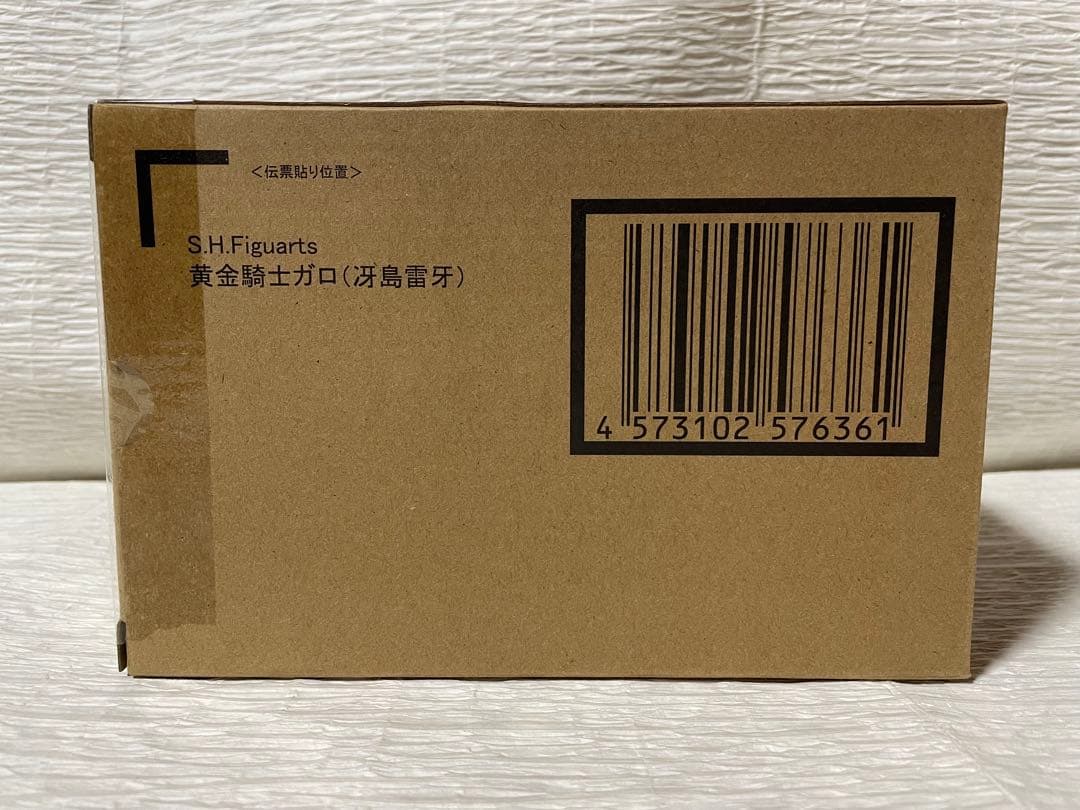 <伝票貼り位置>
S.H.Figuarts
黄金騎士ガロ(冴島雷牙)
4 573102 576361